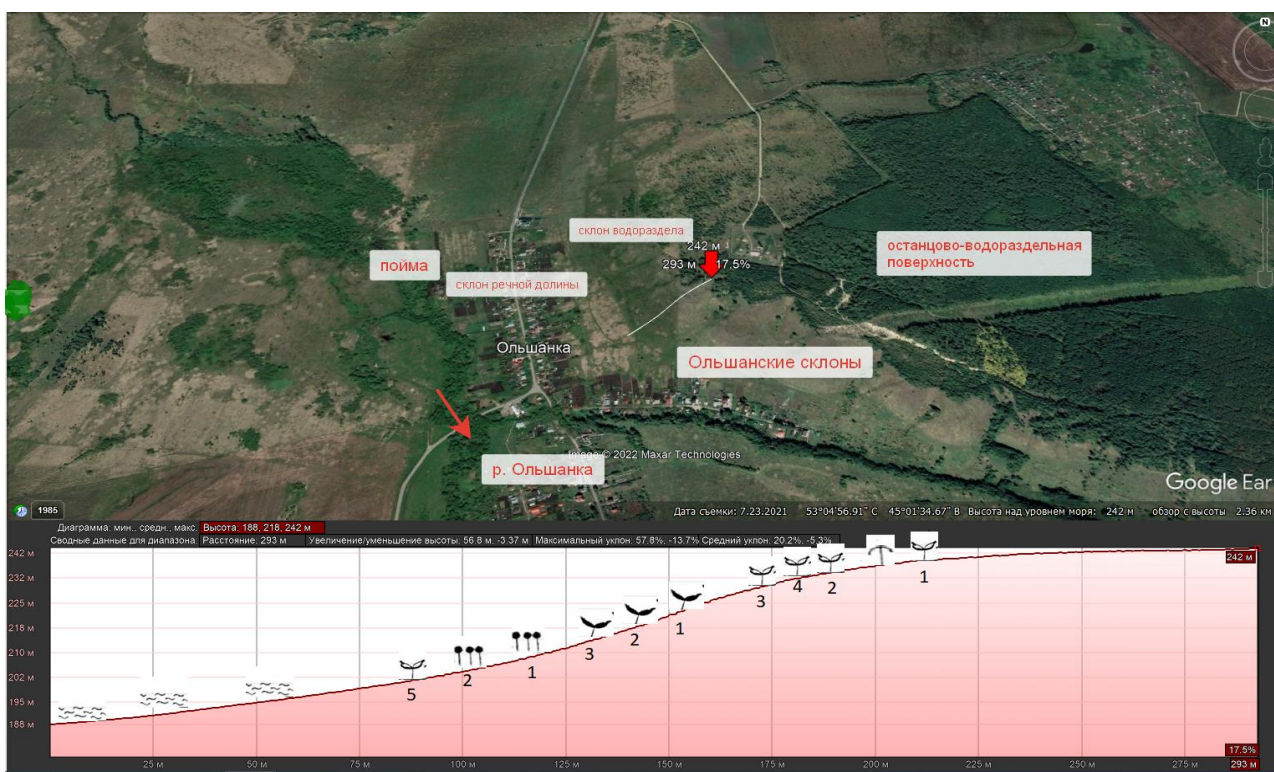 N
склон водораздела
242 м
293 м 17.5%
останцово-водораздельная
поверхность
пойма
склон речной долины
Ольшанка
Ольшанские склоны
р. Ольшанка
Image © 2022 Maxar Technologies
Google Ear
1985
Дата съемки: 7.23.2021 53°04'56.91" С 45°01'34.67" В Высота над уровнем моря: 242 м обзор с высоты 2.36 км
Диаграмма: мин., средн., макс. Высота: 188, 218, 242 м
Сводные данные для диапазона Расстояние: 293 м Увеличение/уменьшение высоты: 56.8 м, -3.37 м Максимальный уклон: 57.8%, -13.7% Средний уклон: 20.2%, -5.3%
242 м
232 м
225 м
218 м
210 м
202 м
195 м
188 м
5 2 1 3 2 1 3 4 2 1
242 м
17.5%
25 м 50 м 75 м 100 м 125 м 150 м 175 м 200 м 225 м 250 м 275 м 293 м